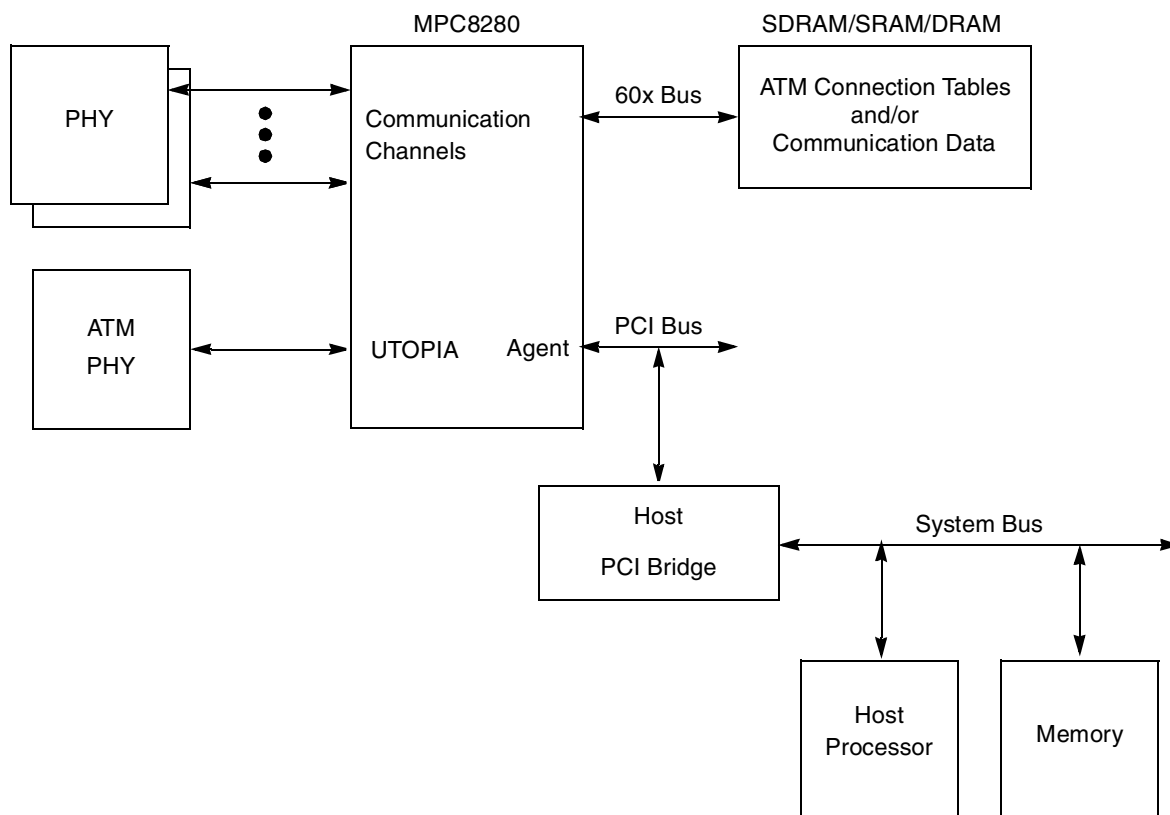 MPC8280
SDRAM/SRAM/DRAM
PHY
Communication
Channels
60x Bus
ATM Connection Tables
and/or
Communication Data
ATM
PHY
UTOPIA
Agent
PCI Bus
Host
PCI Bridge
System Bus
Host
Processor
Memory